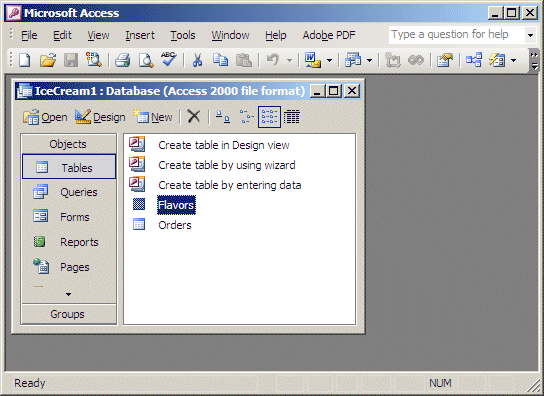 Microsoft Access
File Edit View Insert Tools Window Help Adobe PDF Type a question for help
IceCream1 : Database (Access 2000 file format)
Open Design New
Objects
Tables
Queries
Forms
Reports
Pages
Groups
Create table in Design view
Create table by using wizard
Create table by entering data
Flavors
Orders
Ready NUM